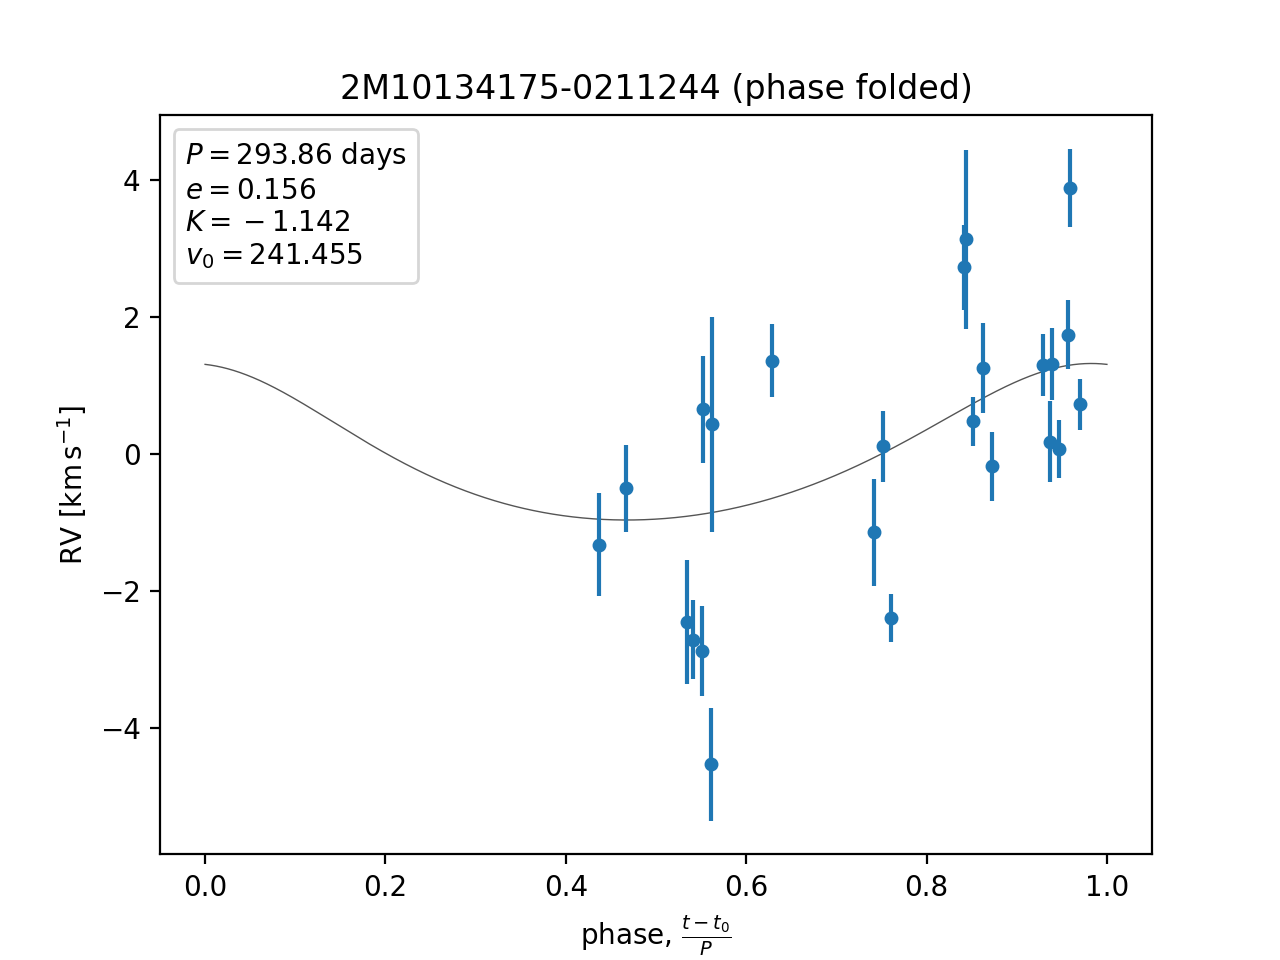 2M10134175-0211244 (phase folded)
P = 293.86 days
e = 0.156
K = −1.142
v₀ = 241.455
4
2
0
−2
−4
RV [km s⁻¹]
0.0 0.2 0.4 0.6 0.8 1.0
phase, (t − t₀)/P